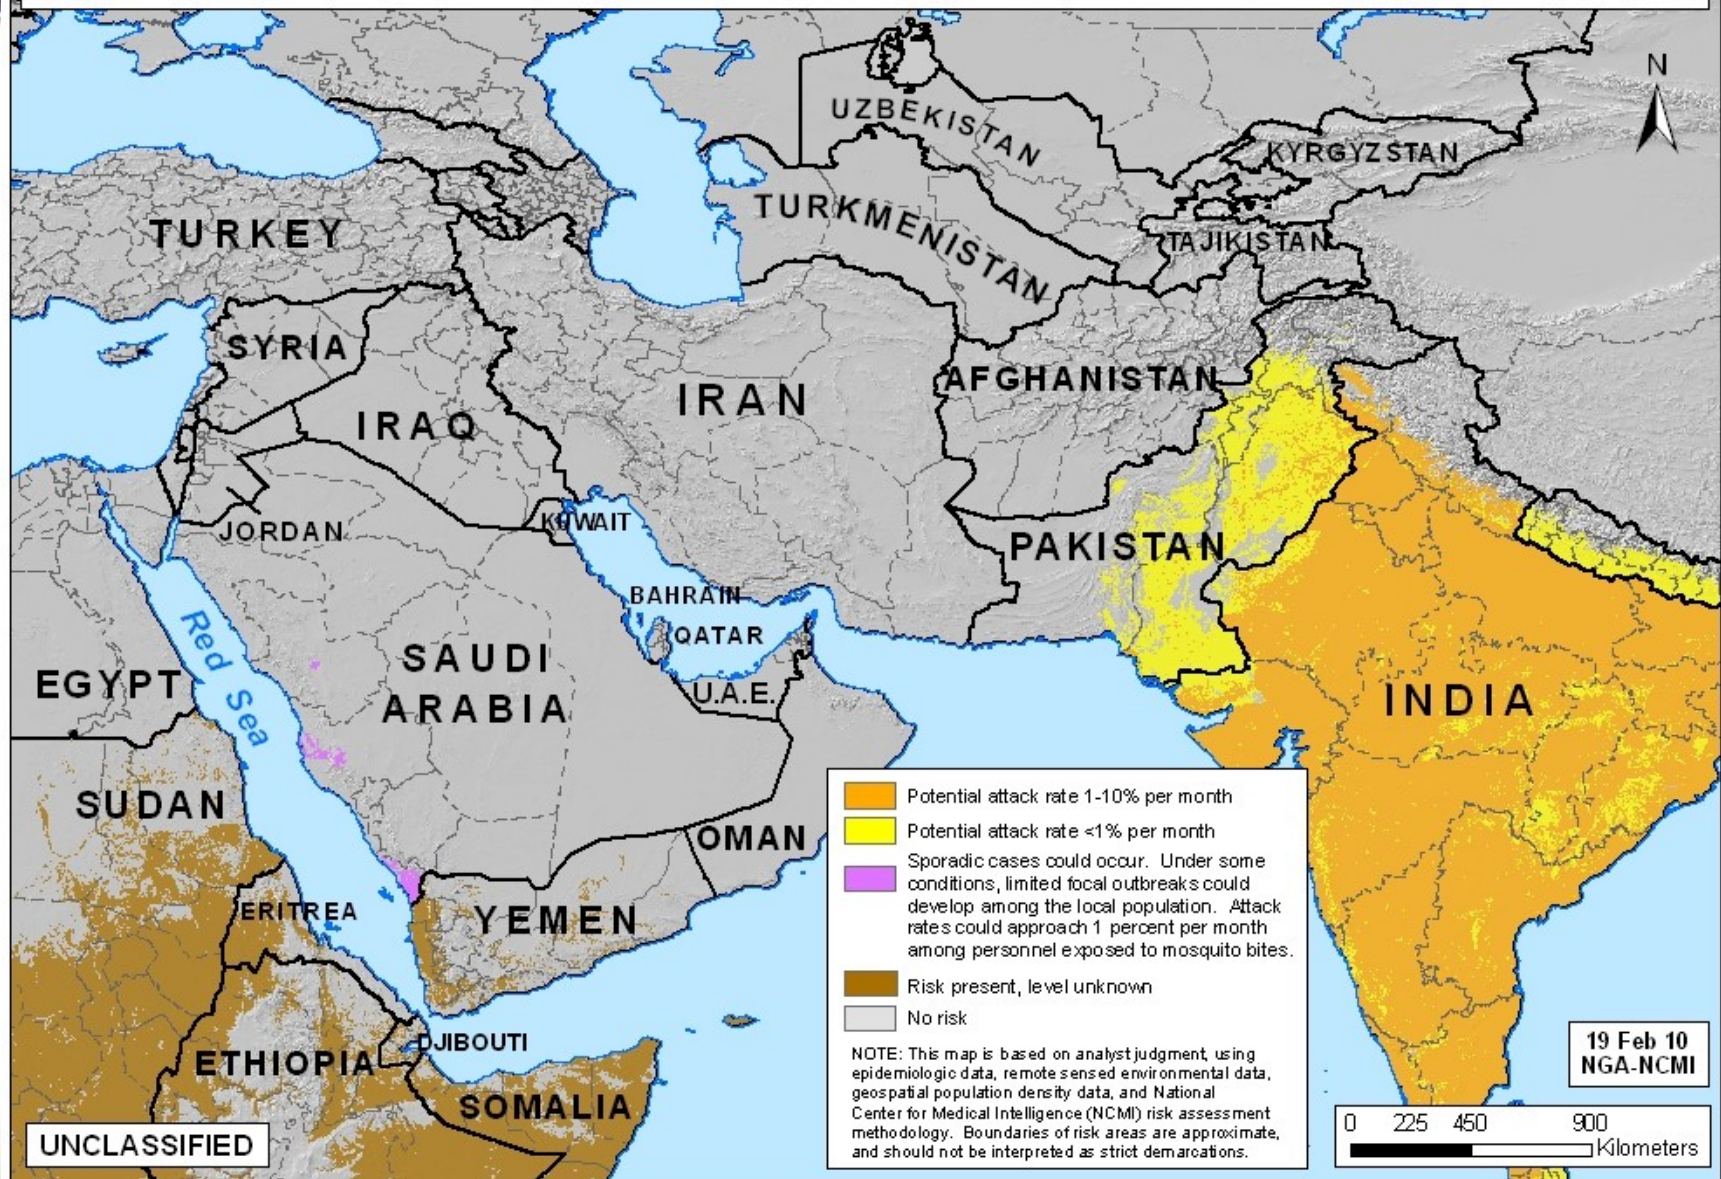 UZBEKISTAN
KYRGYZSTAN
N
TURKEY
TURKMENISTAN
TAJIKISTAN
SYRIA
IRAN
AFGHANISTAN
IRAQ
JORDAN
KUWAIT
PAKISTAN
BAHRAIN
QATAR
Red Sea
EGYPT
SAUDI
ARABIA
U.A.E.
INDIA
SUDAN
OMAN
ERITREA
YEMEN
ETHIOPIA
DJIBOUTI
SOMALIA
UNCLASSIFIED
Potential attack rate 1-10% per month
Potential attack rate <1% per month
Sporadic cases could occur. Under some
conditions, limited focal outbreaks could
develop among the local population. Attack
rates could approach 1 percent per month
among personnel exposed to mosquito bites.
Risk present, level unknown
No risk
NOTE: This map is based on analyst judgment, using
epidemiologic data, remote sensed environmental data,
geospatial population density data, and National
Center for Medical Intelligence (NCMI) risk assessment
methodology. Boundaries of risk areas are approximate,
and should not be interpreted as strict demarcations.
19 Feb 10
NGA-NCMI
0 225 450 900
Kilometers